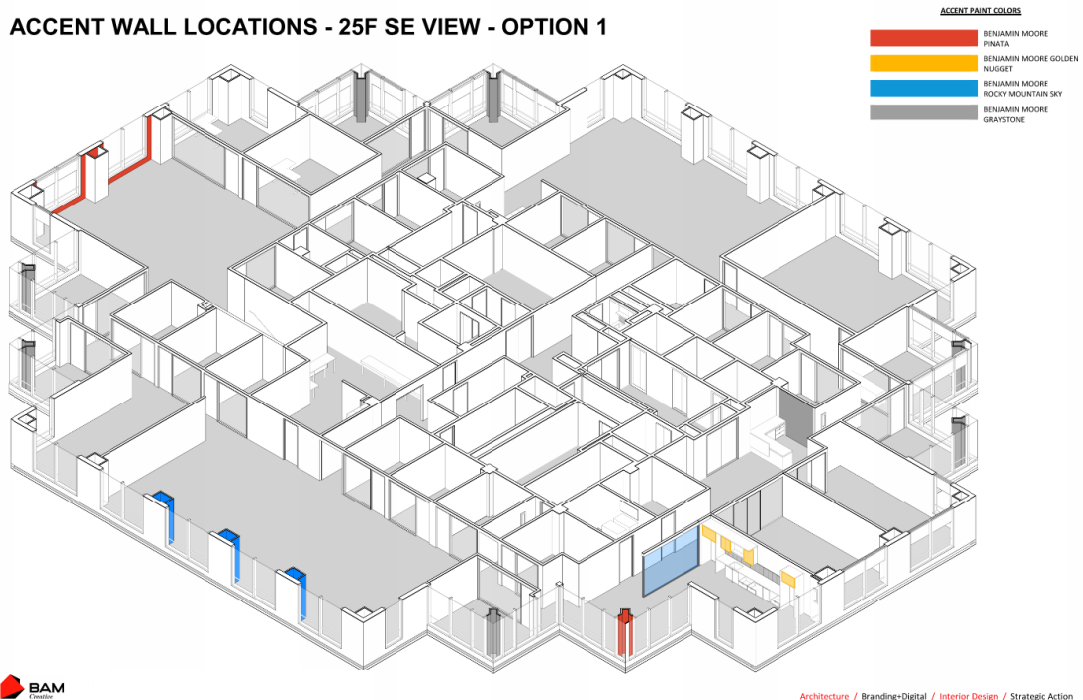 ACCENT WALL LOCATIONS - 25F SE VIEW - OPTION 1
ACCENT PAINT COLORS
BENJAMIN MOORE
PINATA
BENJAMIN MOORE GOLDEN
NUGGET
BENJAMIN MOORE
ROCKY MOUNTAIN SKY
BENJAMIN MOORE
GRAYSTONE
BAM
Creative
Architecture / Branding+Digital / Interior Design / Strategic Action